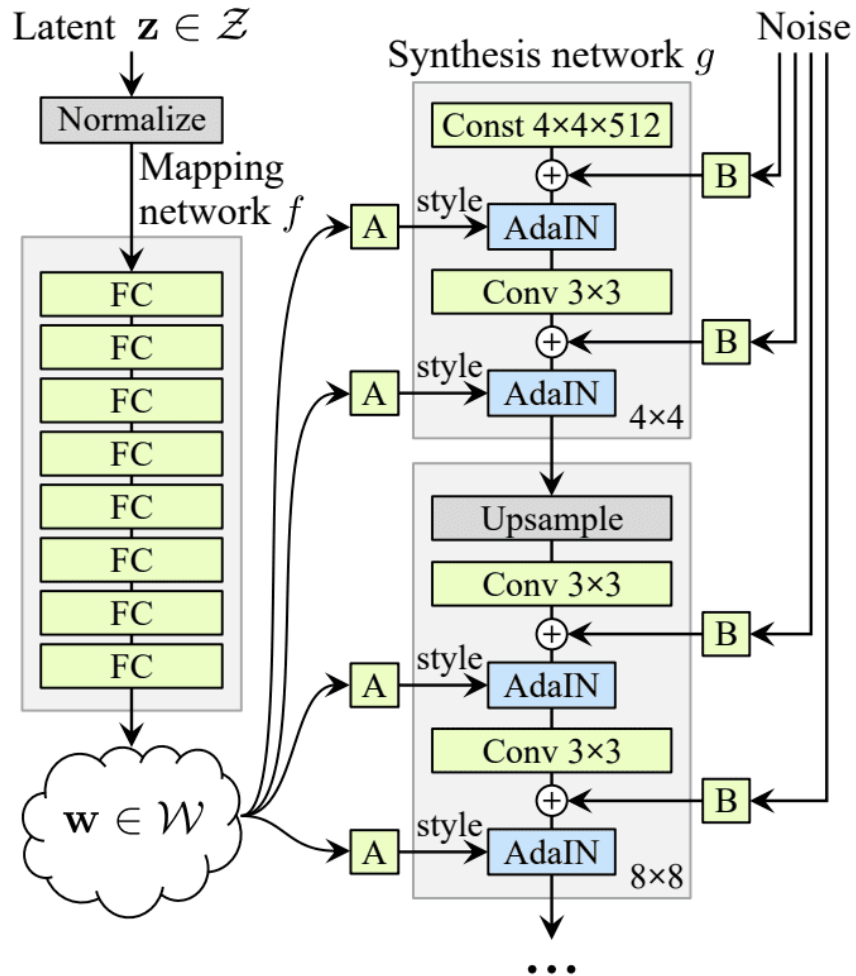 Latent z ∈ 𝒵
Normalize
Mapping
network f
FC
FC
FC
FC
FC
FC
FC
FC
w ∈ 𝒲
A
style
A
style
A
style
A
style
Synthesis network g
Const 4×4×512
+
AdaIN
Conv 3×3
+
AdaIN
4×4
Upsample
Conv 3×3
+
AdaIN
Conv 3×3
+
AdaIN
8×8
...
Noise
B
B
B
B